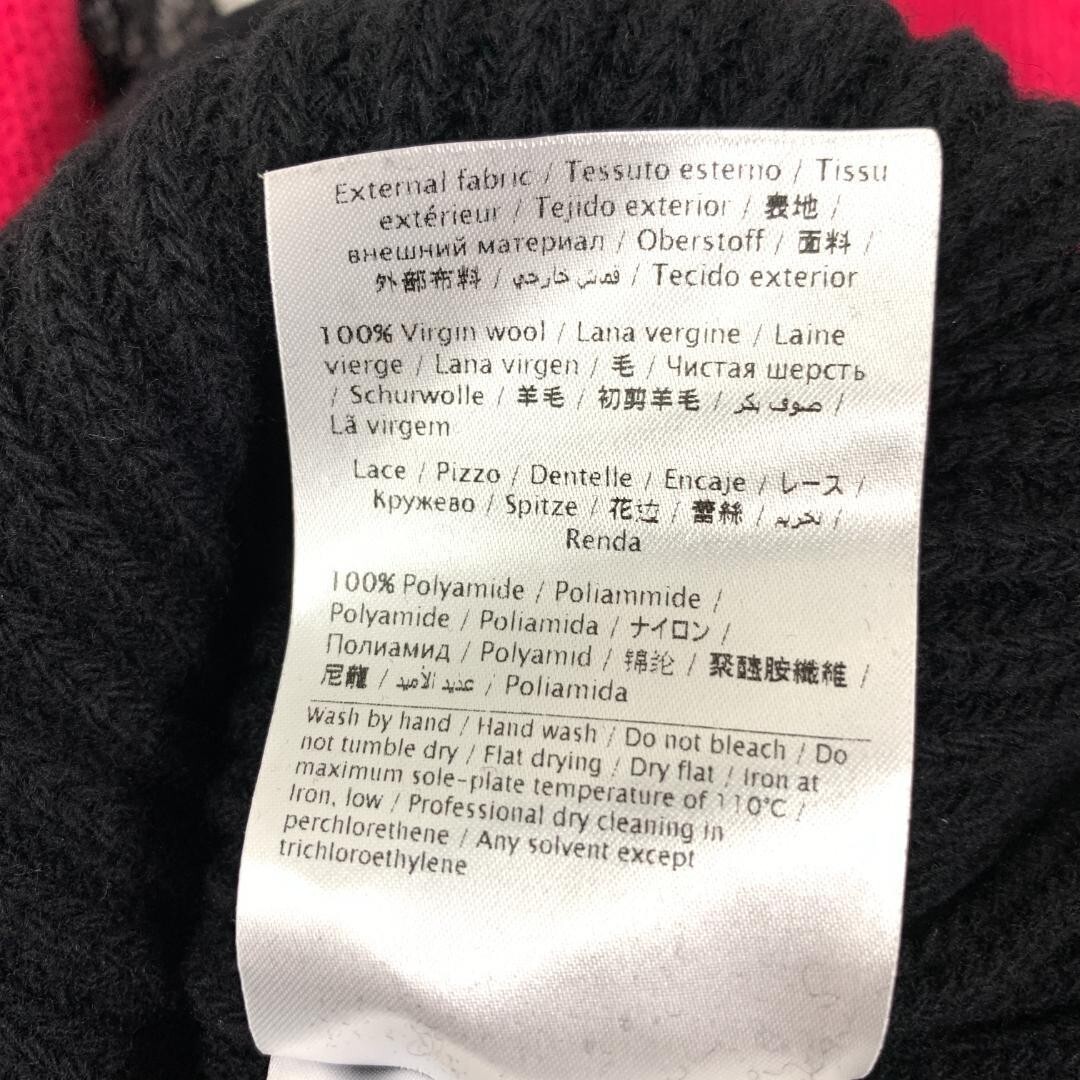 External fabric / Tessuto esterno / Tissu
extérieur / Tejido exterior / 表地 /
внешний материал / Oberstoff / 面料 /
外部布料 / قماش خارجي / Tecido exterior
100% Virgin wool / Lana vergine / Laine
vierge / Lana virgen / 毛 / Чистая шерсть
/ Schurwolle / 羊毛 / 初剪羊毛 / صوف بكر /
Lã virgem
Lace / Pizzo / Dentelle / Encaje / レース /
Кружево / Spitze / 花边 / 蕾絲 / /
Renda
100% Polyamide / Poliammide /
Polyamide / Poliamida / ナイロン /
Полиамид / Polyamid / 锦纶 / 聚醯胺纖維 /
尼龍 / عديد الأميد / Poliamida
Wash by hand / Hand wash / Do not bleach / Do
not tumble dry / Flat drying / Dry flat / Iron at
maximum sole-plate temperature of 110°C /
Iron, low / Professional dry cleaning in
perchlorethene / Any solvent except
trichloroethylene